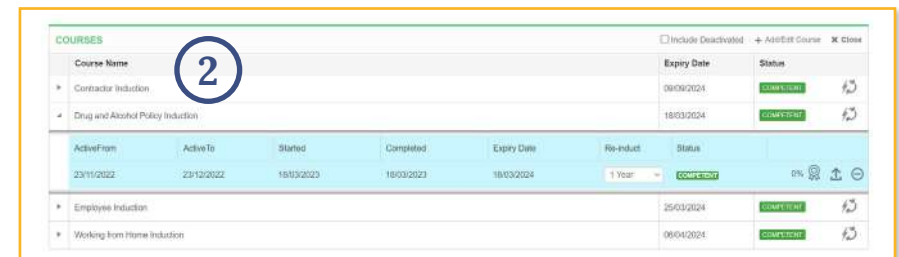 COURSES Include Deactivated + Add/Edit Course ✖ Close
2
Course Name Expiry Date Status
Contractor Induction 09/09/2024 COMPETENT
Drug and Alcohol Policy Induction 18/03/2024 COMPETENT
ActiveFrom ActiveTo Started Completed Expiry Date Re-induct Status
23/11/2022 23/12/2022 18/03/2023 18/03/2023 18/03/2024 1 Year COMPETENT 0%
Employee Induction 25/03/2024 COMPETENT
Working from Home Induction 06/04/2024 COMPETENT